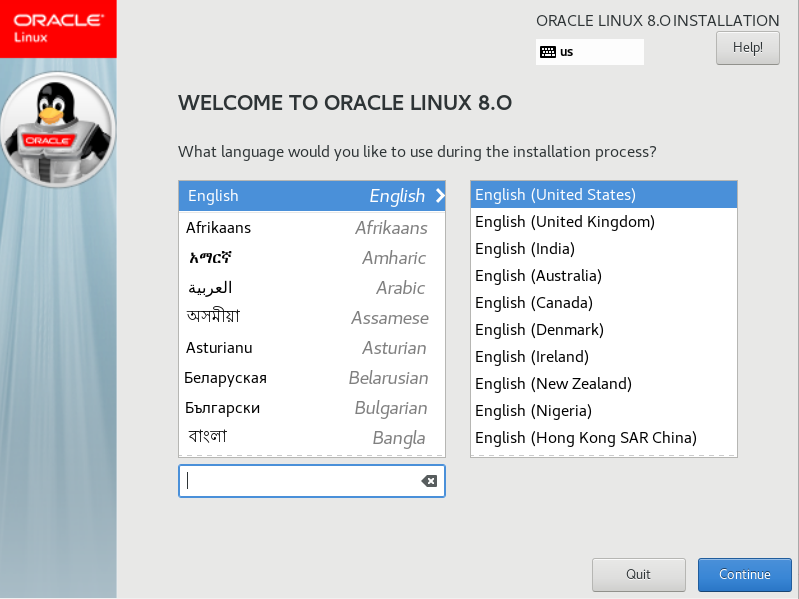 ORACLE
Linux
ORACLE
ORACLE LINUX 8.0 INSTALLATION
us
Help!
WELCOME TO ORACLE LINUX 8.0
What language would you like to use during the installation process?
English English
Afrikaans Afrikaans
አማርኛ Amharic
العربية Arabic
অসমীয়া Assamese
Asturianu Asturian
Беларуская Belarusian
Български Bulgarian
বাংলা Bangla
English (United States)
English (United Kingdom)
English (India)
English (Australia)
English (Canada)
English (Denmark)
English (Ireland)
English (New Zealand)
English (Nigeria)
English (Hong Kong SAR China)
Quit
Continue